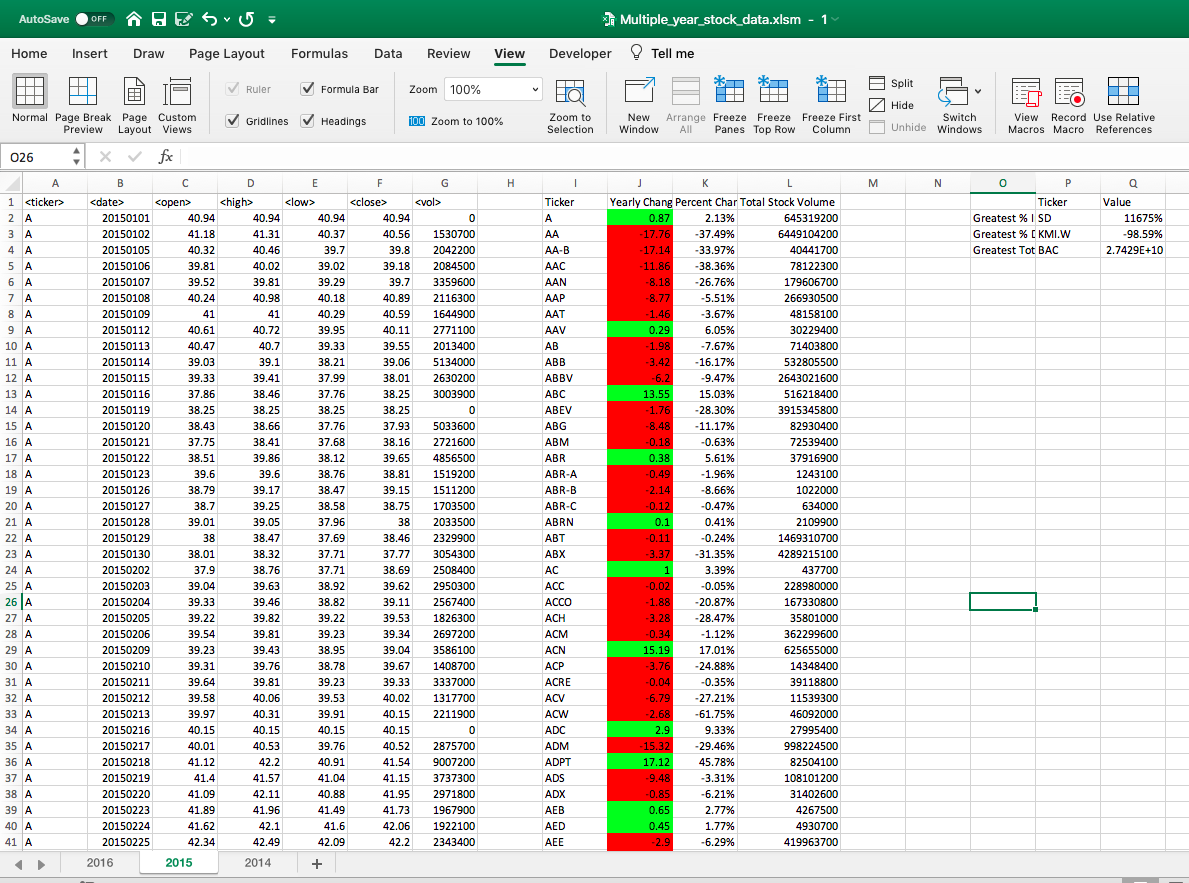 AutoSave OFF Multiple_year_stock_data.xlsm - 1
Home Insert Draw Page Layout Formulas Data Review View Developer Tell me
Normal Page Break Preview Page Layout Custom Views Ruler Formula Bar Gridlines Headings Zoom 100% 100 Zoom to 100% Zoom to Selection New Window Arrange All Freeze Panes Freeze Top Row Freeze First Column Split Hide Unhide Switch Windows View Macros Record Macro Use Relative References
O26 fx
A B C D E F G H I J K L M N O P Q
1 <ticker> <date> <open> <high> <low> <close> <vol> Ticker Yearly Chang Percent Char Total Stock Volume Ticker Value
2 A 20150101 40.94 40.94 40.94 40.94 0 A 0.87 2.13% 645319200 Greatest % I SD 11675%
3 A 20150102 41.18 41.31 40.37 40.56 1530700 AA -17.76 -37.49% 6449104200 Greatest % D KMI.W -98.59%
4 A 20150105 40.32 40.46 39.7 39.8 2042200 AA-B -17.14 -33.97% 40441700 Greatest Tot BAC 2.7429E+10
5 A 20150106 39.81 40.02 39.02 39.18 2084500 AAC -11.86 -38.36% 78122300
6 A 20150107 39.52 39.81 39.29 39.7 3359600 AAN -8.18 -26.76% 179606700
7 A 20150108 40.24 40.98 40.18 40.89 2116300 AAP -8.77 -5.51% 266930500
8 A 20150109 41 41 40.29 40.59 1644900 AAT -1.46 -3.67% 48158100
9 A 20150112 40.61 40.72 39.95 40.11 2771100 AAV 0.29 6.05% 30229400
10 A 20150113 40.47 40.7 39.33 39.55 2013400 AB -1.98 -7.67% 71403800
11 A 20150114 39.03 39.1 38.21 39.06 5134000 ABB -3.42 -16.17% 532805500
12 A 20150115 39.33 39.41 37.99 38.01 2630200 ABBV -6.2 -9.47% 2643021600
13 A 20150116 37.86 38.46 37.76 38.25 3003900 ABC 13.55 15.03% 516218400
14 A 20150119 38.25 38.25 38.25 38.25 0 ABEV -1.76 -28.30% 3915345800
15 A 20150120 38.43 38.66 37.76 37.93 5033600 ABG -8.48 -11.17% 82930400
16 A 20150121 37.75 38.41 37.68 38.16 2721600 ABM -0.18 -0.63% 72539400
17 A 20150122 38.51 39.86 38.12 39.65 4856500 ABR 0.38 5.61% 37916900
18 A 20150123 39.6 39.6 38.76 38.81 1519200 ABR-A -0.49 -1.96% 1243100
19 A 20150126 38.79 39.17 38.47 39.15 1511200 ABR-B -2.14 -8.66% 1022000
20 A 20150127 38.7 39.25 38.58 38.75 1703500 ABR-C -0.12 -0.47% 634000
21 A 20150128 39.01 39.05 37.96 38 2033500 ABRN 0.1 0.41% 2109900
22 A 20150129 38 38.47 37.69 38.46 2329900 ABT -0.11 -0.24% 1469310700
23 A 20150130 38.01 38.32 37.71 37.77 3054300 ABX -3.37 -31.35% 4289215100
24 A 20150202 37.9 38.76 37.71 38.69 2508400 AC 1 3.39% 437700
25 A 20150203 39.04 39.63 38.92 39.62 2950300 ACC -0.02 -0.05% 228980000
26 A 20150204 39.33 39.46 38.82 39.11 2567400 ACCO -1.88 -20.87% 167330800
27 A 20150205 39.22 39.82 39.22 39.53 1826300 ACH -3.28 -28.47% 35801000
28 A 20150206 39.54 39.81 39.23 39.34 2697200 ACM -0.34 -1.12% 362299600
29 A 20150209 39.23 39.43 38.95 39.04 3586100 ACN 15.19 17.01% 625655000
30 A 20150210 39.31 39.76 38.78 39.67 1408700 ACP -3.76 -24.88% 14348400
31 A 20150211 39.64 39.81 39.23 39.33 3337000 ACRE -0.04 -0.35% 39118800
32 A 20150212 39.58 40.06 39.53 40.02 1317700 ACV -6.79 -27.21% 11539300
33 A 20150213 39.97 40.31 39.91 40.15 2211900 ACW -2.68 -61.75% 46092000
34 A 20150216 40.15 40.15 40.15 40.15 0 ADC 2.9 9.33% 27995400
35 A 20150217 40.01 40.53 39.76 40.52 2875700 ADM -15.32 -29.46% 998224500
36 A 20150218 41.12 42.2 40.91 41.54 9007200 ADPT 17.12 45.78% 82504100
37 A 20150219 41.4 41.57 41.04 41.15 3737300 ADS -9.48 -3.31% 108101200
38 A 20150220 41.09 42.11 40.88 41.95 2971800 ADX -0.85 -6.21% 31402600
39 A 20150223 41.89 41.96 41.49 41.73 1967900 AEB 0.65 2.77% 4267500
40 A 20150224 41.62 42.1 41.6 42.06 1922100 AED 0.45 1.77% 4930700
41 A 20150225 42.34 42.49 42.09 42.2 2343400 AEE -2.9 -6.29% 419963700
2016 2015 2014 +